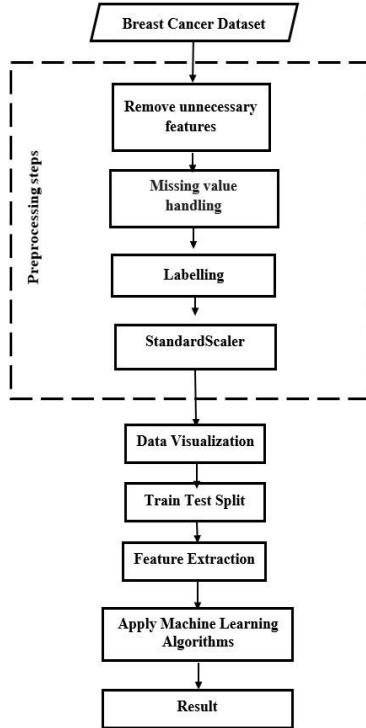 Breast Cancer Dataset
Preprocessing steps
Remove unnecessary
features
Missing value
handling
Labelling
StandardScaler
Data Visualization
Train Test Split
Feature Extraction
Apply Machine Learning
Algorithms
Result